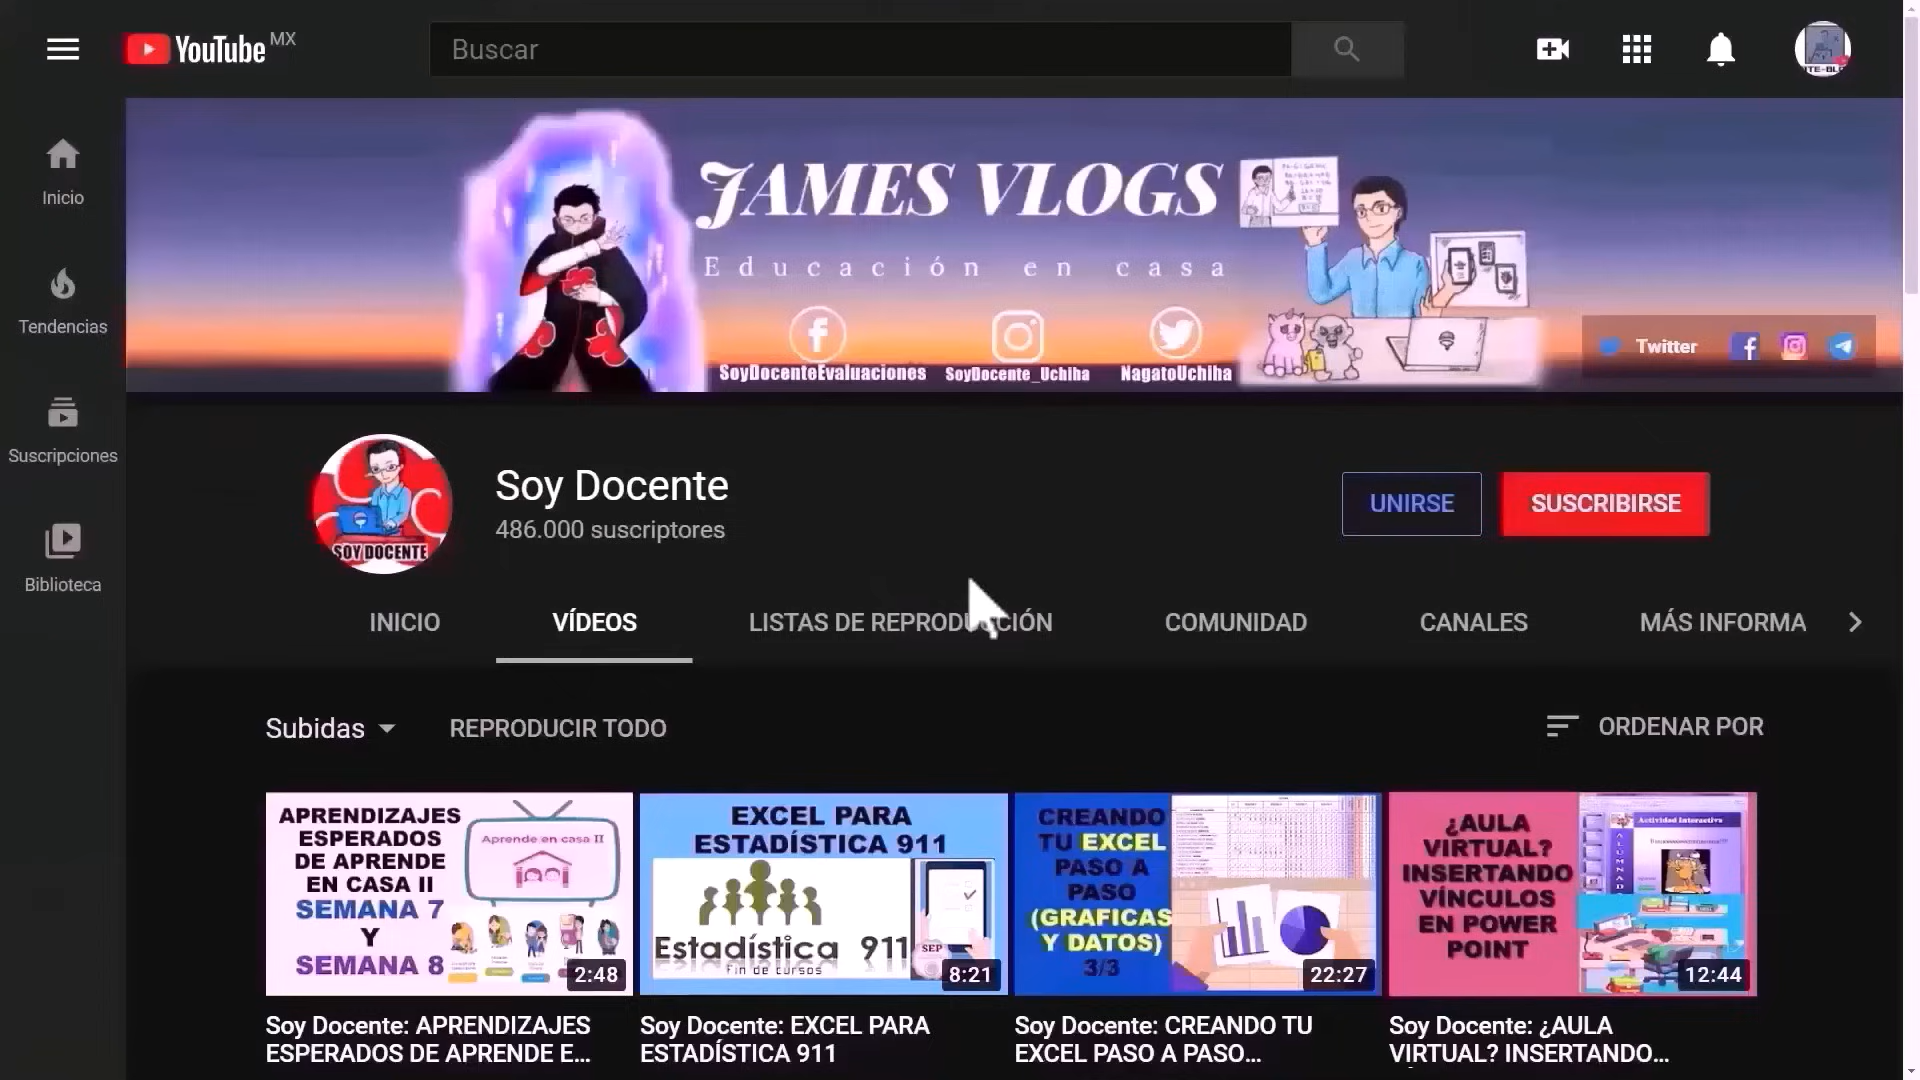 YouTube MX
Buscar
Inicio
Tendencias
Suscripciones
Biblioteca
JAMES VLOGS
Educación en casa
SoyDocenteEvaluaciones
SoyDocente_Uchiha
NagatoUchiha
Twitter
SOY DOCENTE
Soy Docente
486.000 suscriptores
UNIRSE
SUSCRIBIRSE
INICIO
VÍDEOS
LISTAS DE REPRODUCCIÓN
COMUNIDAD
CANALES
MÁS INFORMA
Subidas
REPRODUCIR TODO
ORDENAR POR
APRENDIZAJES
ESPERADOS
DE APRENDE
EN CASA II
SEMANA 7
Y
SEMANA 8
Aprende en casa II
2:48
EXCEL PARA
ESTADÍSTICA 911
Estadística 911
Fin de cursos
SEP
8:21
CREANDO
TU EXCEL
PASO A
PASO
(GRAFICAS
Y DATOS)
3/3
22:27
¿AULA
VIRTUAL?
INSERTANDO
VÍNCULOS
EN POWER
POINT
Actividad Interactiva
ALUMNAD
12:44
Soy Docente: APRENDIZAJES
ESPERADOS DE APRENDE E...
Soy Docente: EXCEL PARA
ESTADÍSTICA 911
Soy Docente: CREANDO TU
EXCEL PASO A PASO...
Soy Docente: ¿AULA
VIRTUAL? INSERTANDO...